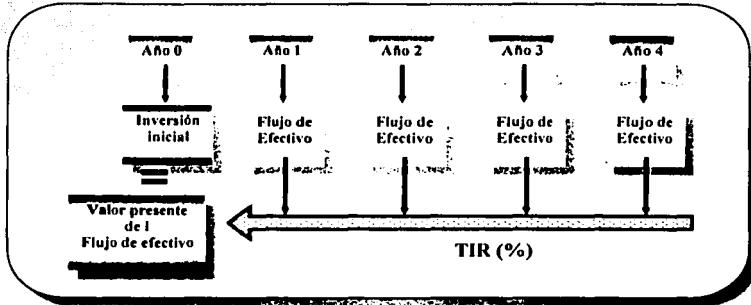 Año 0 Año 1 Año 2 Año 3 Año 4
Inversión Flujo de Flujo de Flujo de Flujo de
inicial Efectivo Efectivo Efectivo Efectivo
Valor presente
de l
Flujo de efectivo
TIR (%)